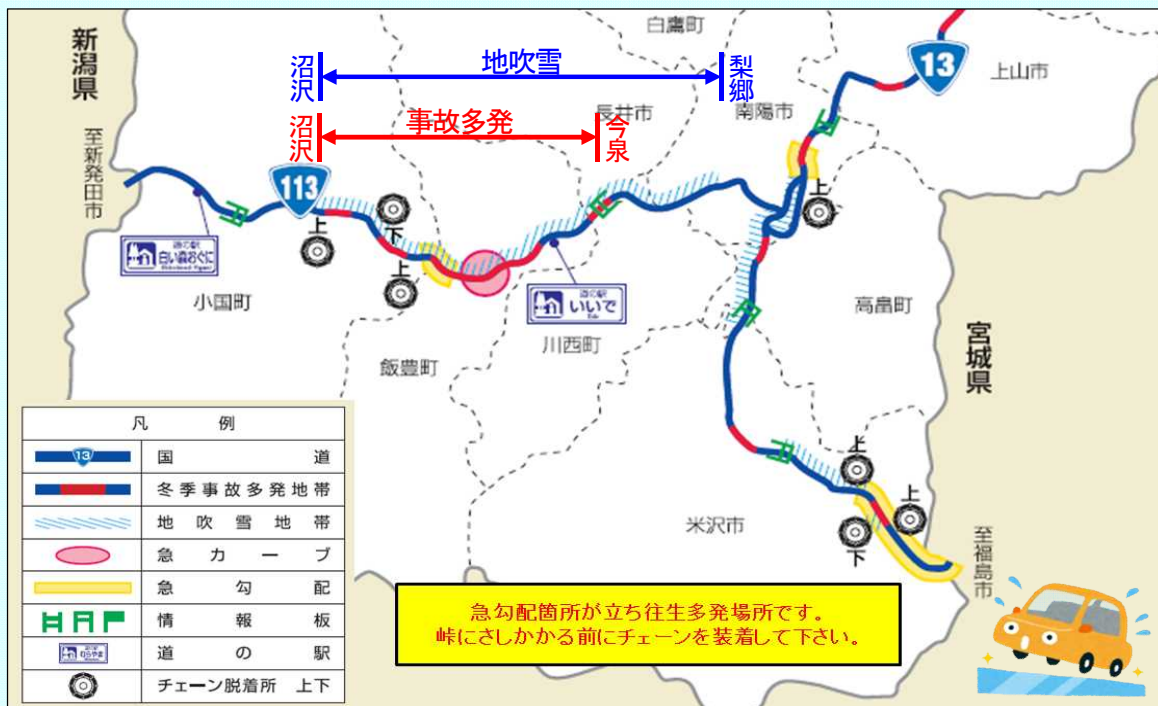 新潟県
至新発田市
白鷹町
沼沢
地吹雪
梨郷
13
上山市
長井市
南陽市
沼沢
事故多発
今泉
113
上
下
上
上
道の駅
白い森おぐに
小国町
道の駅
いいで
飯豊町
川西町
高畠町
宮城県
上
上
下
米沢市
至福島市
凡例
13
国道
冬季事故多発地帯
地吹雪地帯
急カーブ
急勾配
情報板
道の駅
チェーン脱着所 上下
急勾配箇所が立ち往生多発場所です。
峠にさしかかる前にチェーンを装着して下さい。